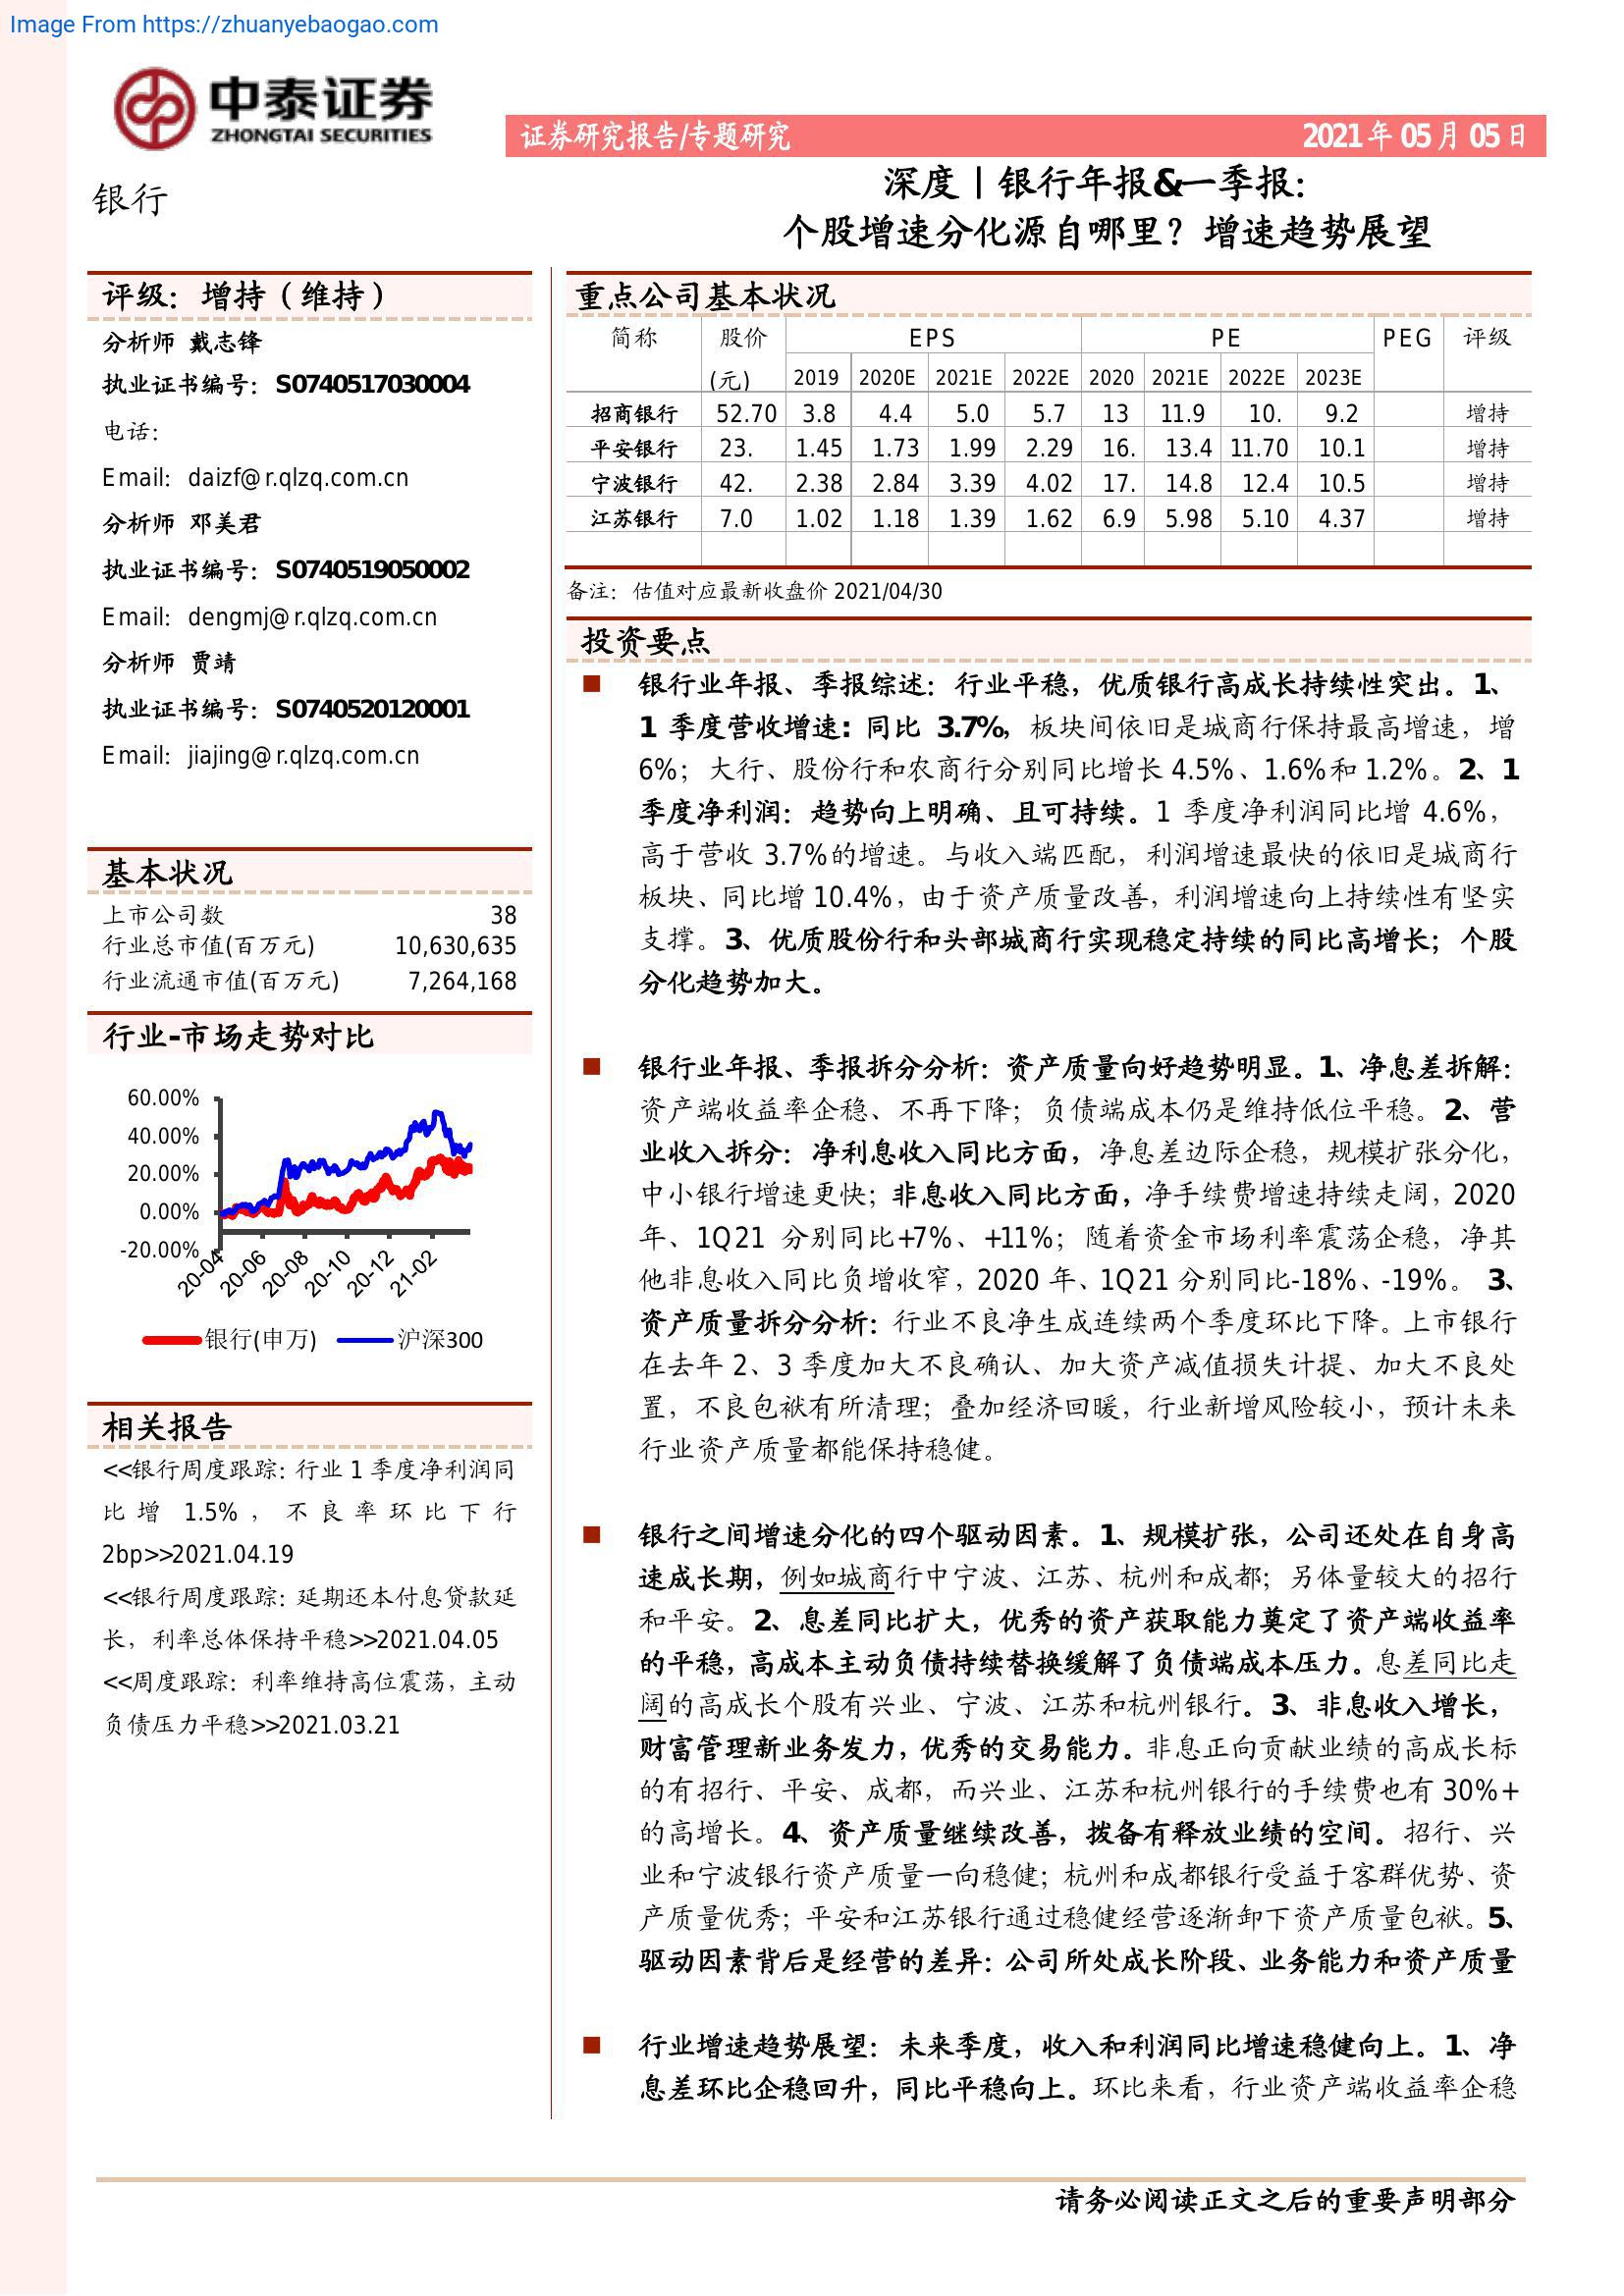 Image From https://zhuanyebaogao.com
中泰证券
ZHONGTAI SECURITIES
证券研究报告/专题研究 2021 年 05 月 05 日
银行
深度 | 银行年报&一季报：
个股增速分化源自哪里？增速趋势展望
评级：增持（维持）
分析师 戴志锋
执业证书编号：S0740517030004
电话：
Email：daizf@r.qlzq.com.cn
分析师 邓美君
执业证书编号：S0740519050002
Email：dengmj@r.qlzq.com.cn
分析师 贾靖
执业证书编号：S0740520120001
Email：jiajing@r.qlzq.com.cn
基本状况
上市公司数 38
行业总市值(百万元) 10,630,635
行业流通市值(百万元) 7,264,168
行业-市场走势对比
60.00%
40.00%
20.00%
0.00%
-20.00%
20-04 20-06 20-08 20-10 20-12 21-02
银行(申万) 沪深300
相关报告
<<银行周度跟踪：行业 1 季度净利润同
比增 1.5%，不良率环比下行
2bp>>2021.04.19
<<银行周度跟踪：延期还本付息贷款延
长，利率总体保持平稳>>2021.04.05
<<周度跟踪：利率维持高位震荡，主动
负债压力平稳>>2021.03.21
重点公司基本状况
简称 股价 EPS PE PEG 评级
(元) 2019 2020E 2021E 2022E 2020 2021E 2022E 2023E
招商银行 52.70 3.8 4.4 5.0 5.7 13 11.9 10. 9.2 增持
平安银行 23. 1.45 1.73 1.99 2.29 16. 13.4 11.70 10.1 增持
宁波银行 42. 2.38 2.84 3.39 4.02 17. 14.8 12.4 10.5 增持
江苏银行 7.0 1.02 1.18 1.39 1.62 6.9 5.98 5.10 4.37 增持
备注：估值对应最新收盘价 2021/04/30
投资要点
■ 银行业年报、季报综述：行业平稳，优质银行高成长持续性突出。1、
1 季度营收增速：同比 3.7%，板块间依旧是城商行保持最高增速，增
6%；大行、股份行和农商行分别同比增长 4.5%、1.6%和 1.2%。2、1
季度净利润：趋势向上明确、且可持续。1 季度净利润同比增 4.6%，
高于营收 3.7%的增速。与收入端匹配，利润增速最快的依旧是城商行
板块、同比增 10.4%，由于资产质量改善，利润增速向上持续性有坚实
支撑。3、优质股份行和头部城商行实现稳定持续的同比高增长；个股
分化趋势加大。
■ 银行业年报、季报拆分分析：资产质量向好趋势明显。1、净息差拆解：
资产端收益率企稳、不再下降；负债端成本仍是维持低位平稳。2、营
业收入拆分：净利息收入同比方面，净息差边际企稳，规模扩张分化，
中小银行增速更快；非息收入同比方面，净手续费增速持续走阔，2020
年、1Q21 分别同比+7%、+11%；随着资金市场利率震荡企稳，净其
他非息收入同比负增收窄，2020 年、1Q21 分别同比-18%、-19%。 3、
资产质量拆分分析：行业不良净生成连续两个季度环比下降。上市银行
在去年 2、3 季度加大不良确认、加大资产减值损失计提、加大不良处
置，不良包袱有所清理；叠加经济回暖，行业新增风险较小，预计未来
行业资产质量都能保持稳健。
■ 银行之间增速分化的四个驱动因素。1、规模扩张，公司还处在自身高
速成长期，例如城商行中宁波、江苏、杭州和成都；另体量较大的招行
和平安。2、息差同比扩大，优秀的资产获取能力奠定了资产端收益率
的平稳，高成本主动负债持续替换缓解了负债端成本压力。息差同比走
阔的高成长个股有兴业、宁波、江苏和杭州银行。3、非息收入增长，
财富管理新业务发力，优秀的交易能力。非息正向贡献业绩的高成长标
的有招行、平安、成都，而兴业、江苏和杭州银行的手续费也有 30%+
的高增长。4、资产质量继续改善，拨备有释放业绩的空间。招行、兴
业和宁波银行资产质量一向稳健；杭州和成都银行受益于客群优势、资
产质量优秀；平安和江苏银行通过稳健经营逐渐卸下资产质量包袱。5、
驱动因素背后是经营的差异：公司所处成长阶段、业务能力和资产质量
■ 行业增速趋势展望：未来季度，收入和利润同比增速稳健向上。1、净
息差环比企稳回升，同比平稳向上。环比来看，行业资产端收益率企稳
请务必阅读正文之后的重要声明部分